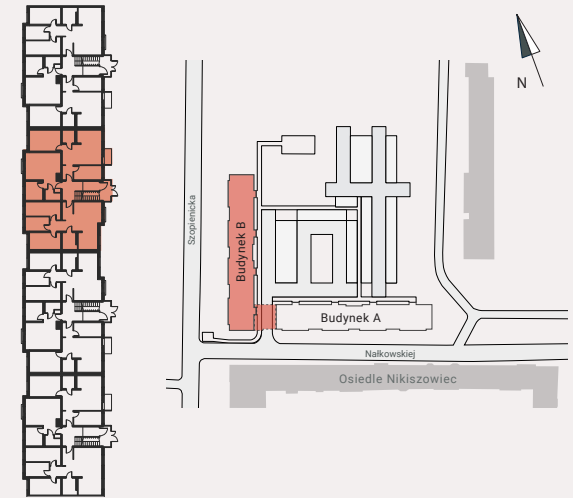 N
Szopienicka
Budynek B
Budynek A
Nałkowskiej
Osiedle Nikiszowiec